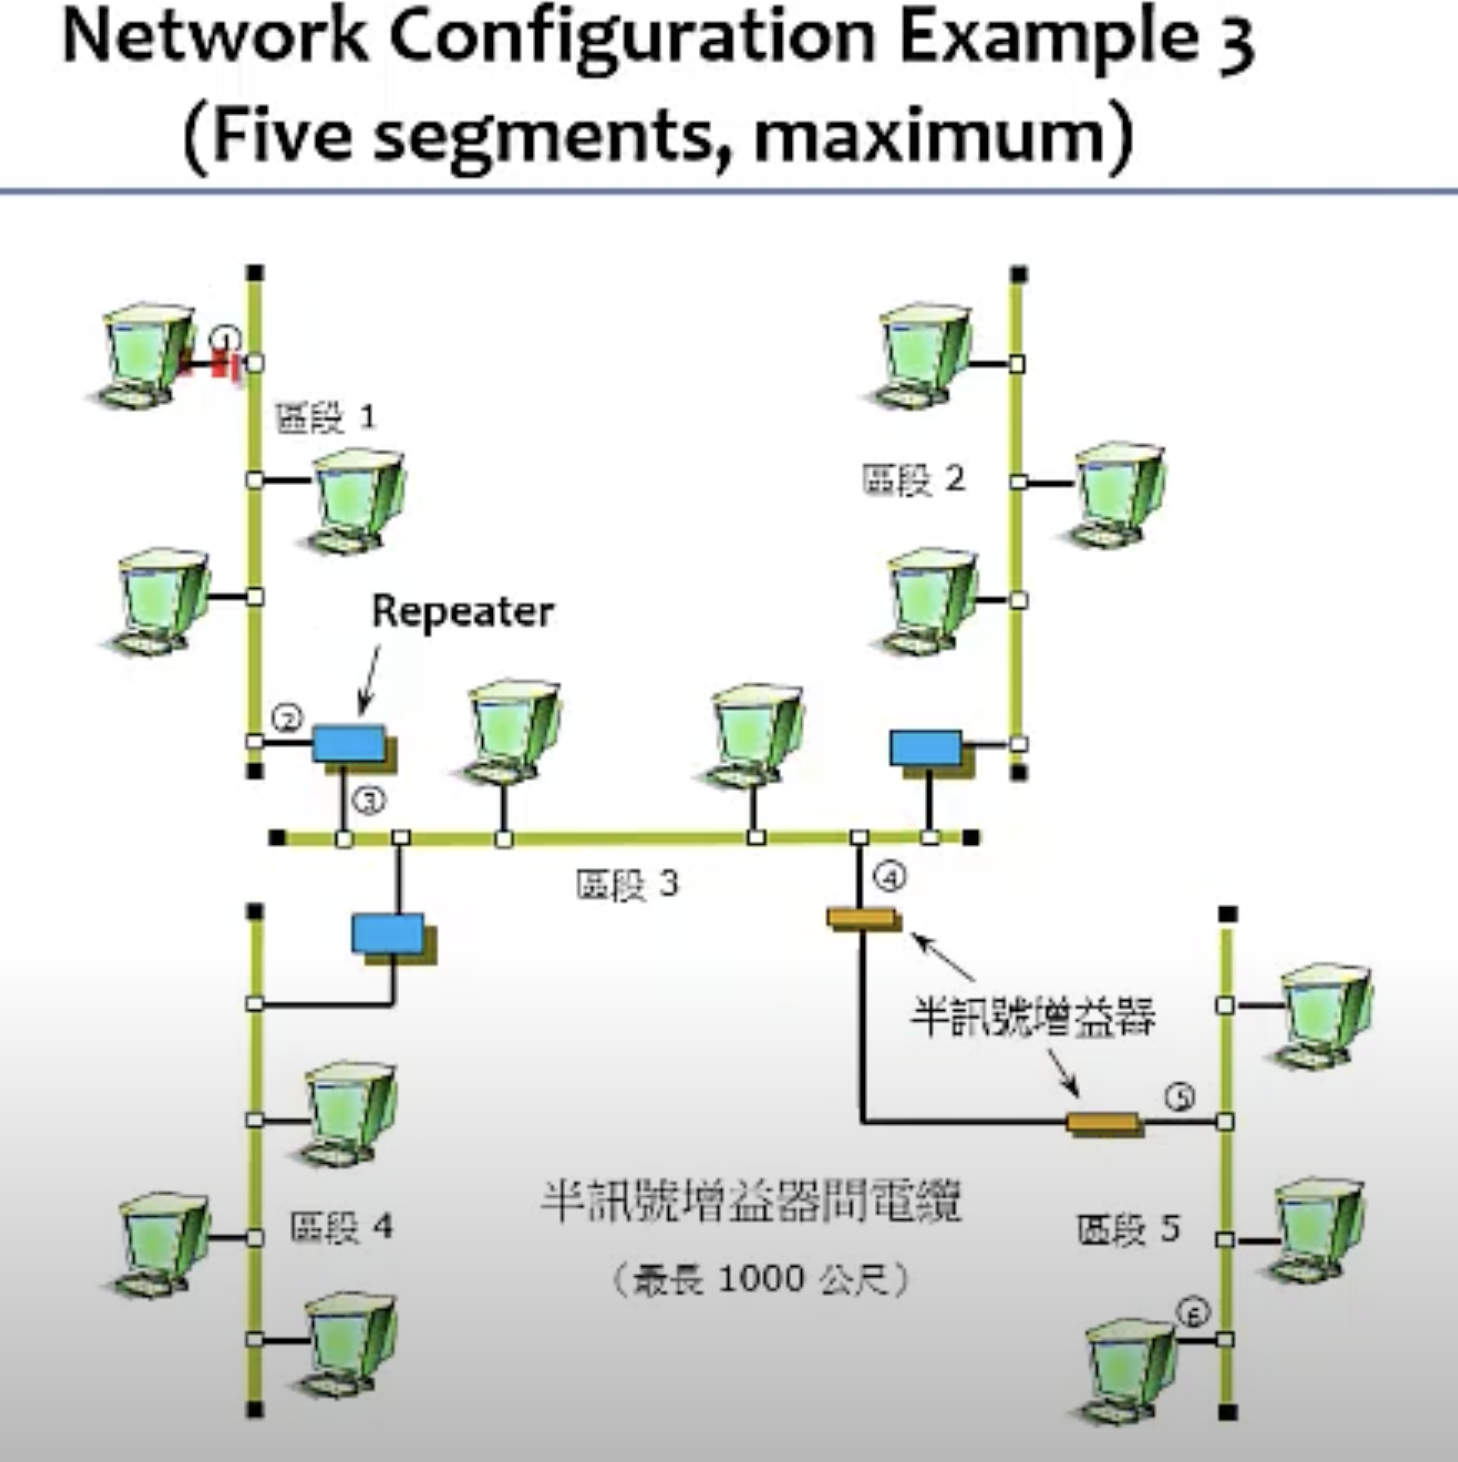 Network Configuration Example 3
(Five segments, maximum)
①
區段 1
區段 2
Repeater
②
③
區段 3
④
半訊號增益器
⑤
半訊號增益器間電纜
(最長 1000 公尺)
區段 4
區段 5
⑥